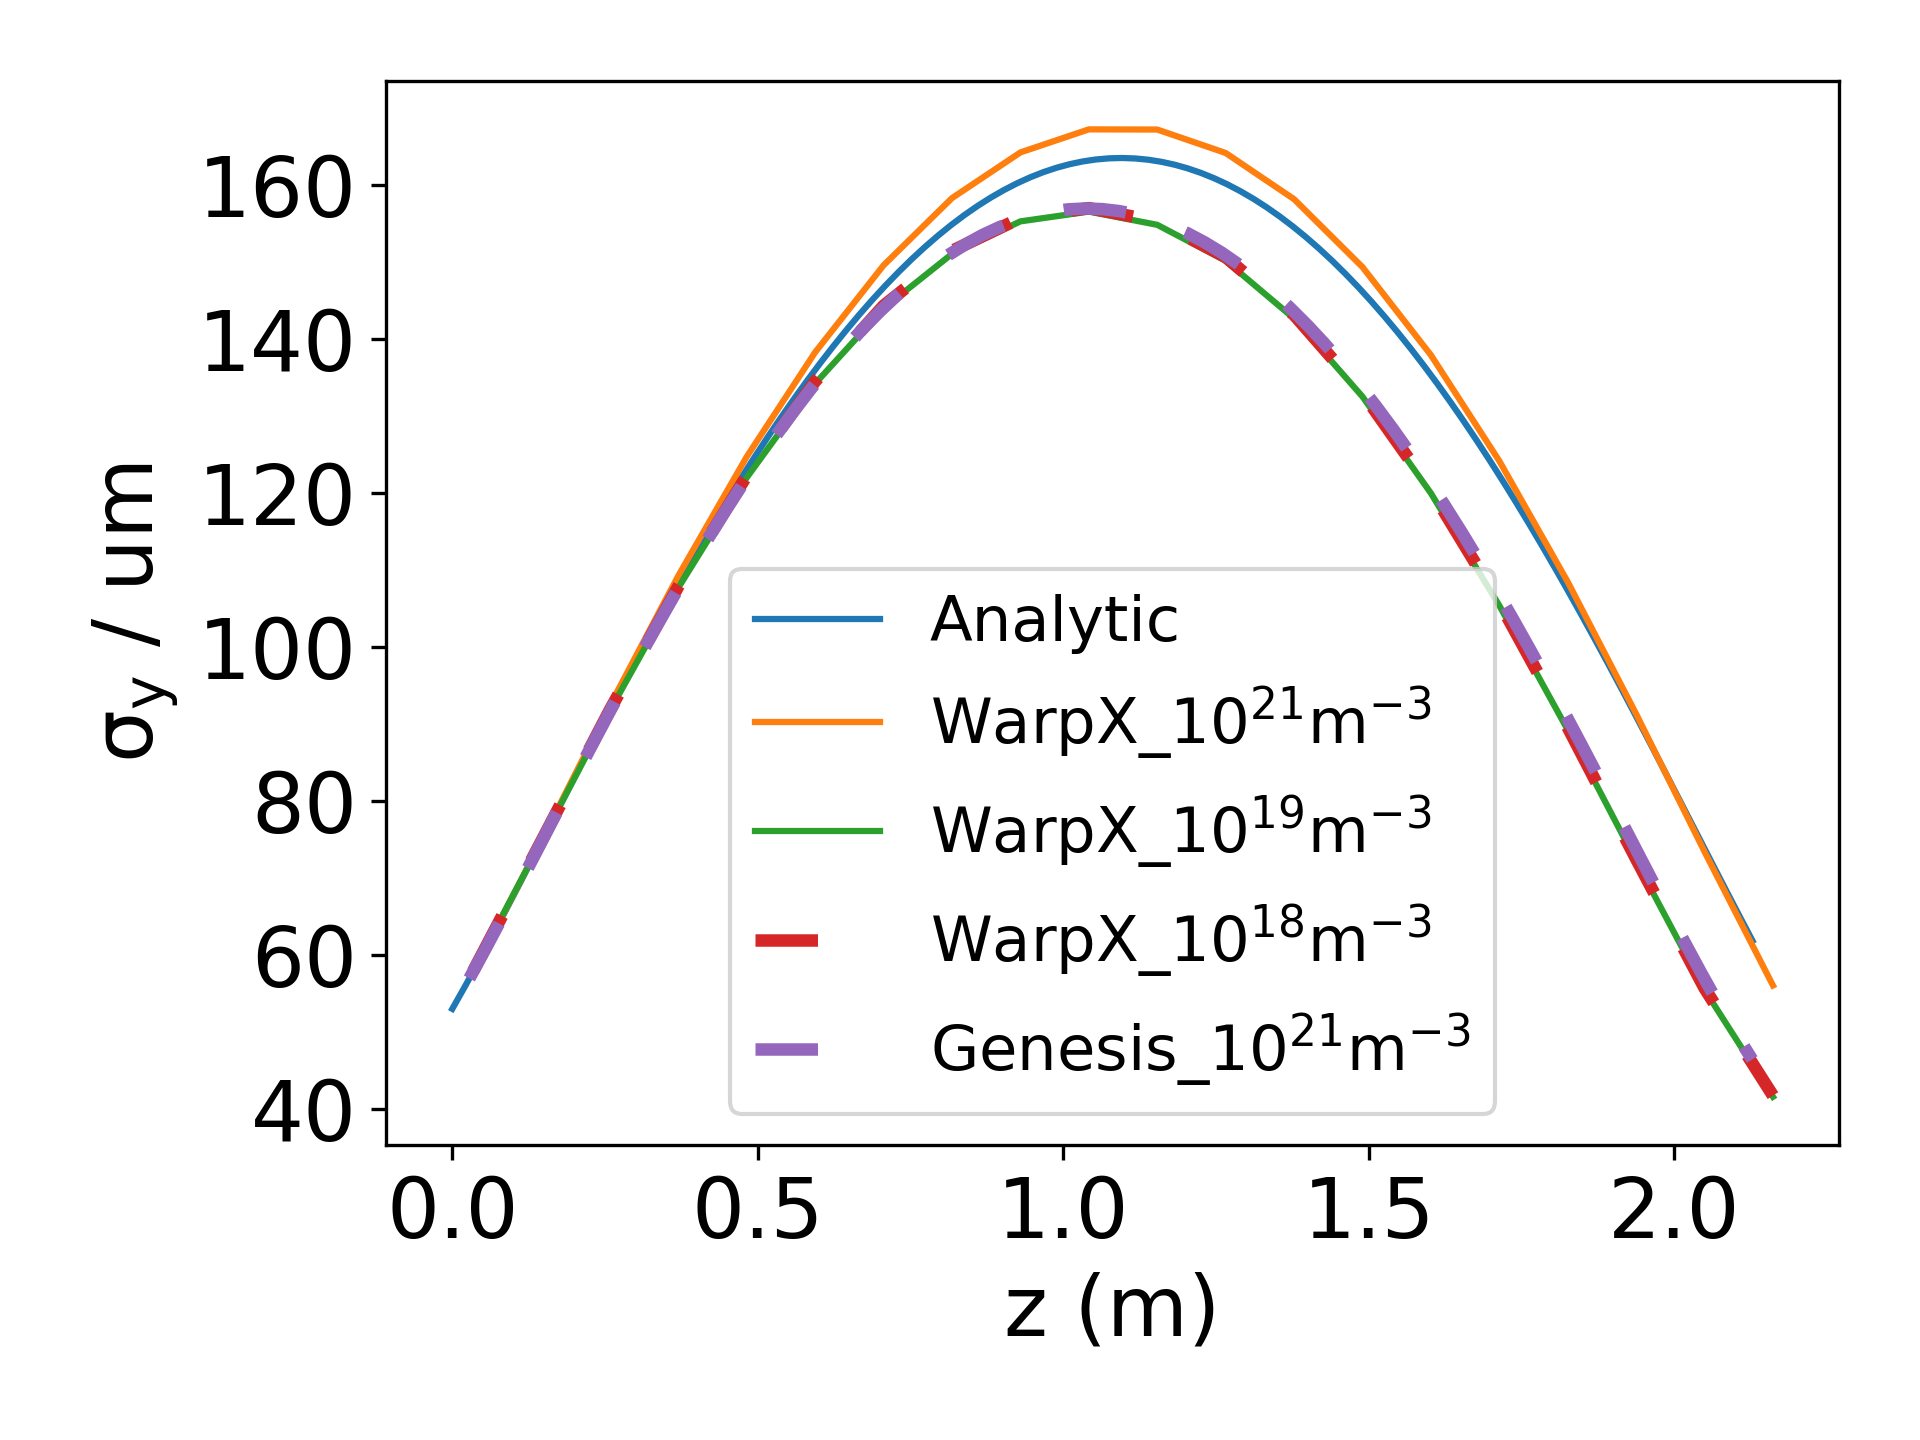 160
140
120
100
80
60
40
σy / um
Analytic
WarpX_10²¹m⁻³
WarpX_10¹⁹m⁻³
WarpX_10¹⁸m⁻³
Genesis_10²¹m⁻³
0.0 0.5 1.0 1.5 2.0
z (m)